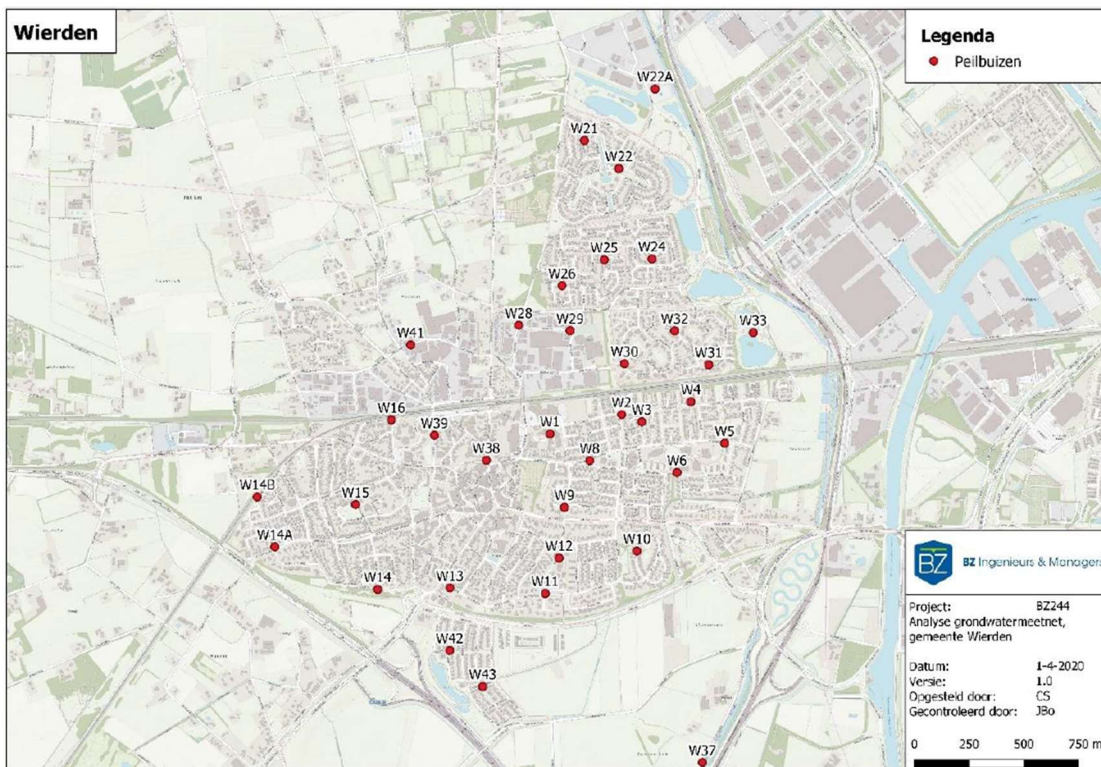 Wierden
Legenda
Peilbuizen
W22A
W21
W22
W25
W24
W26
W28
W29
W32
W33
W41
W30
W31
W4
W2
W3
W16
W39
W1
W5
W38
W8
W6
W14B
W15
W9
W14A
W10
W12
W14
W13
W11
W42
W43
W37
BZ
BZ Ingenieurs & Managers
Project: BZ244
Analyse grondwatermeetnet,
gemeente Wierden
Datum: 1-4-2020
Versie: 1.0
Opgesteld door: CS
Gecontroleerd door: JBo
0 250 500 750 m